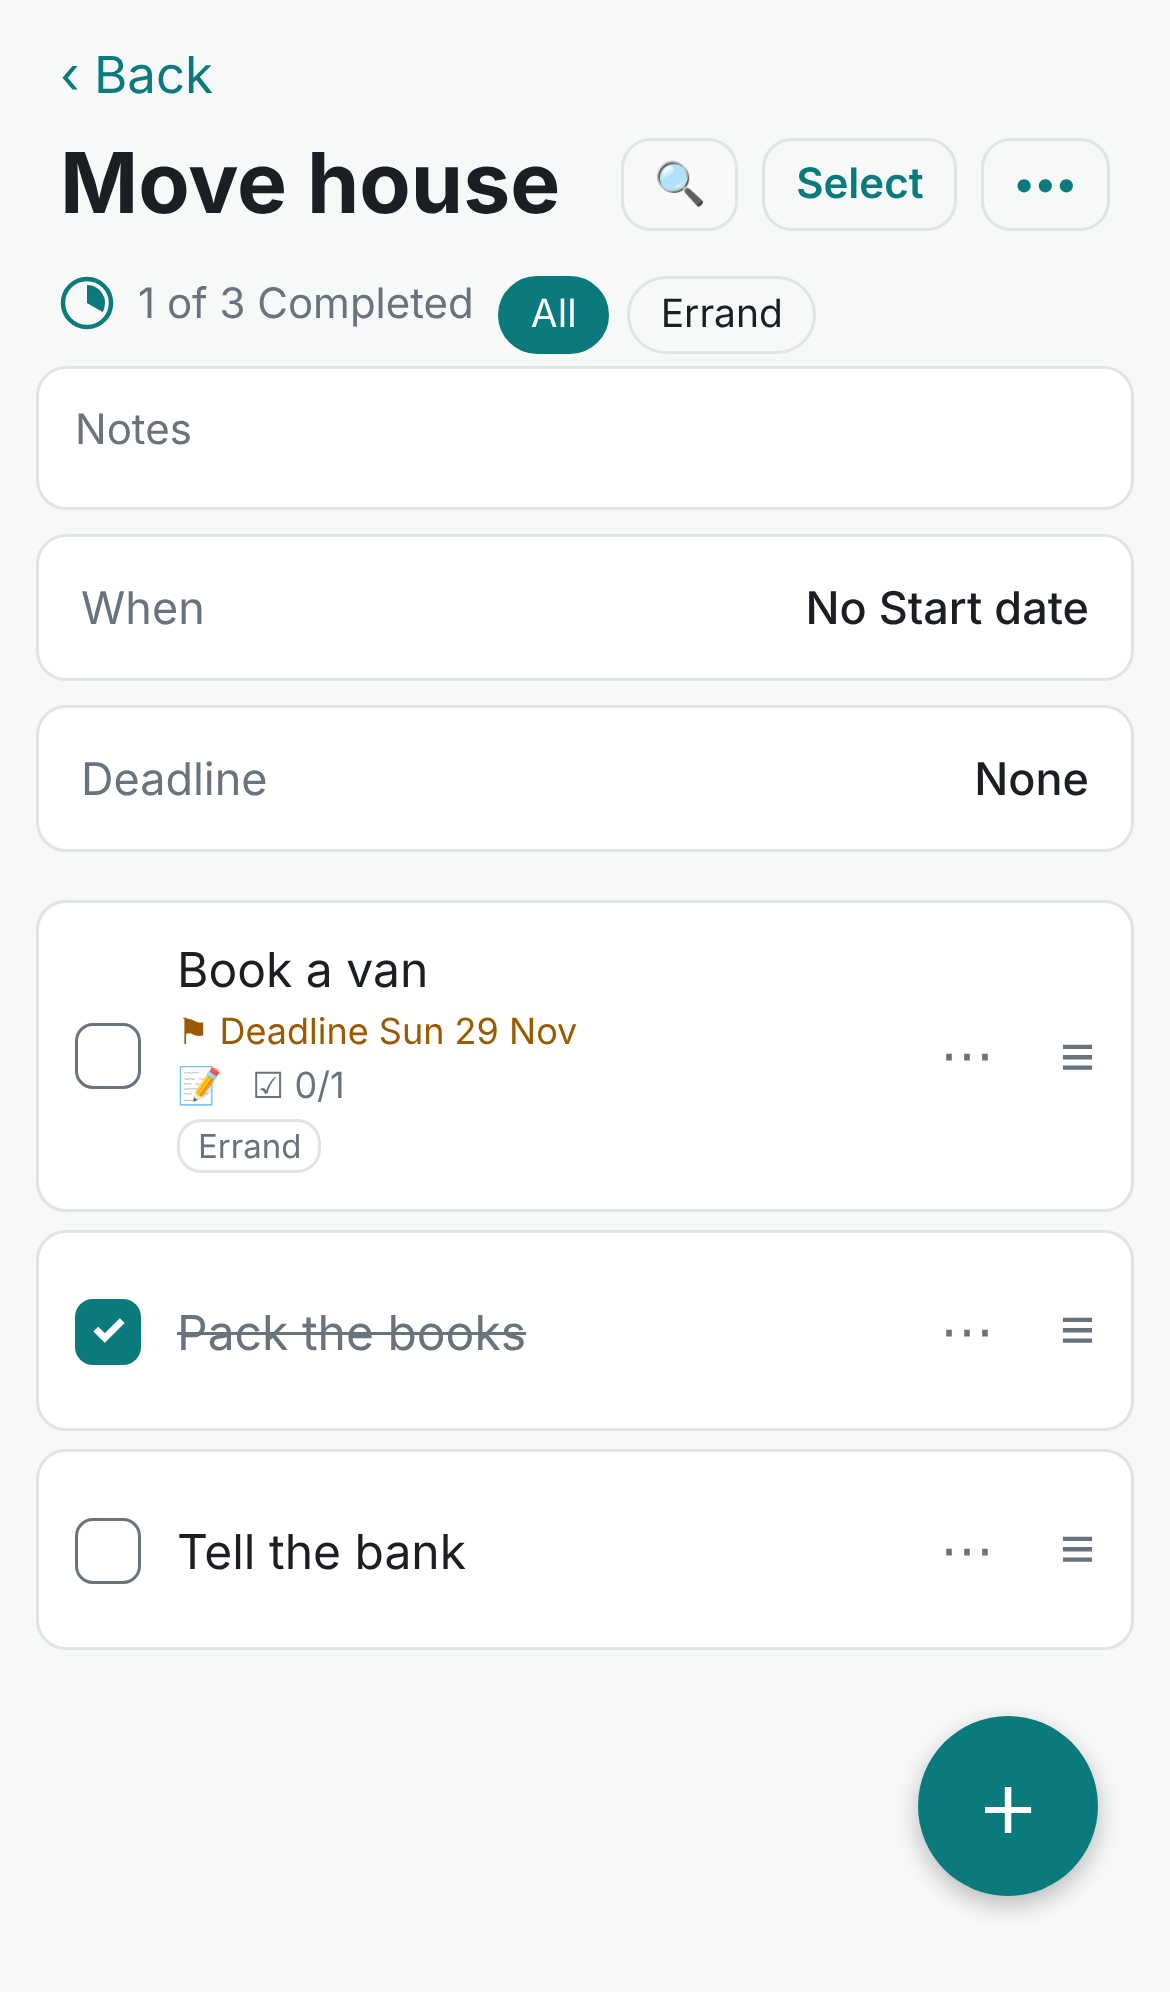 ‹ Back
Move house
Select
1 of 3 Completed
All
Errand
Notes
When
No Start date
Deadline
None
Book a van
Deadline Sun 29 Nov
0/1
Errand
Pack the books
Tell the bank
+